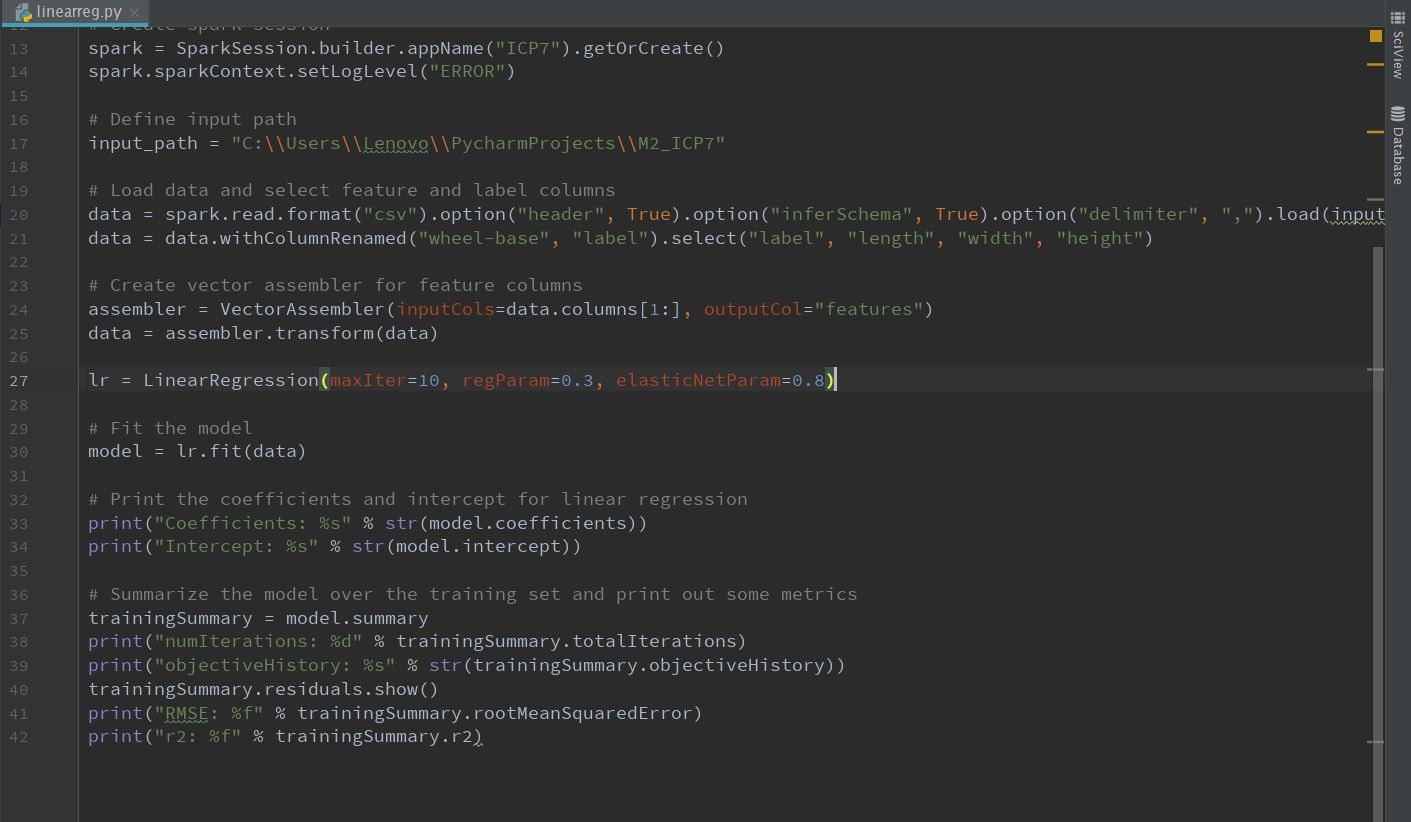 linearreg.py
12 # Create spark session
13 spark = SparkSession.builder.appName("ICP7").getOrCreate()
14 spark.sparkContext.setLogLevel("ERROR")
15
16 # Define input path
17 input_path = "C:\\Users\\Lenovo\\PycharmProjects\\M2_ICP7"
18
19 # Load data and select feature and label columns
20 data = spark.read.format("csv").option("header", True).option("inferSchema", True).option("delimiter", ",").load(input
21 data = data.withColumnRenamed("wheel-base", "label").select("label", "length", "width", "height")
22
23 # Create vector assembler for feature columns
24 assembler = VectorAssembler(inputCols=data.columns[1:], outputCol="features")
25 data = assembler.transform(data)
26
27 lr = LinearRegression(maxIter=10, regParam=0.3, elasticNetParam=0.8)
28
29 # Fit the model
30 model = lr.fit(data)
31
32 # Print the coefficients and intercept for linear regression
33 print("Coefficients: %s" % str(model.coefficients))
34 print("Intercept: %s" % str(model.intercept))
35
36 # Summarize the model over the training set and print out some metrics
37 trainingSummary = model.summary
38 print("numIterations: %d" % trainingSummary.totalIterations)
39 print("objectiveHistory: %s" % str(trainingSummary.objectiveHistory))
40 trainingSummary.residuals.show()
41 print("RMSE: %f" % trainingSummary.rootMeanSquaredError)
42 print("r2: %f" % trainingSummary.r2)
SciView
Database